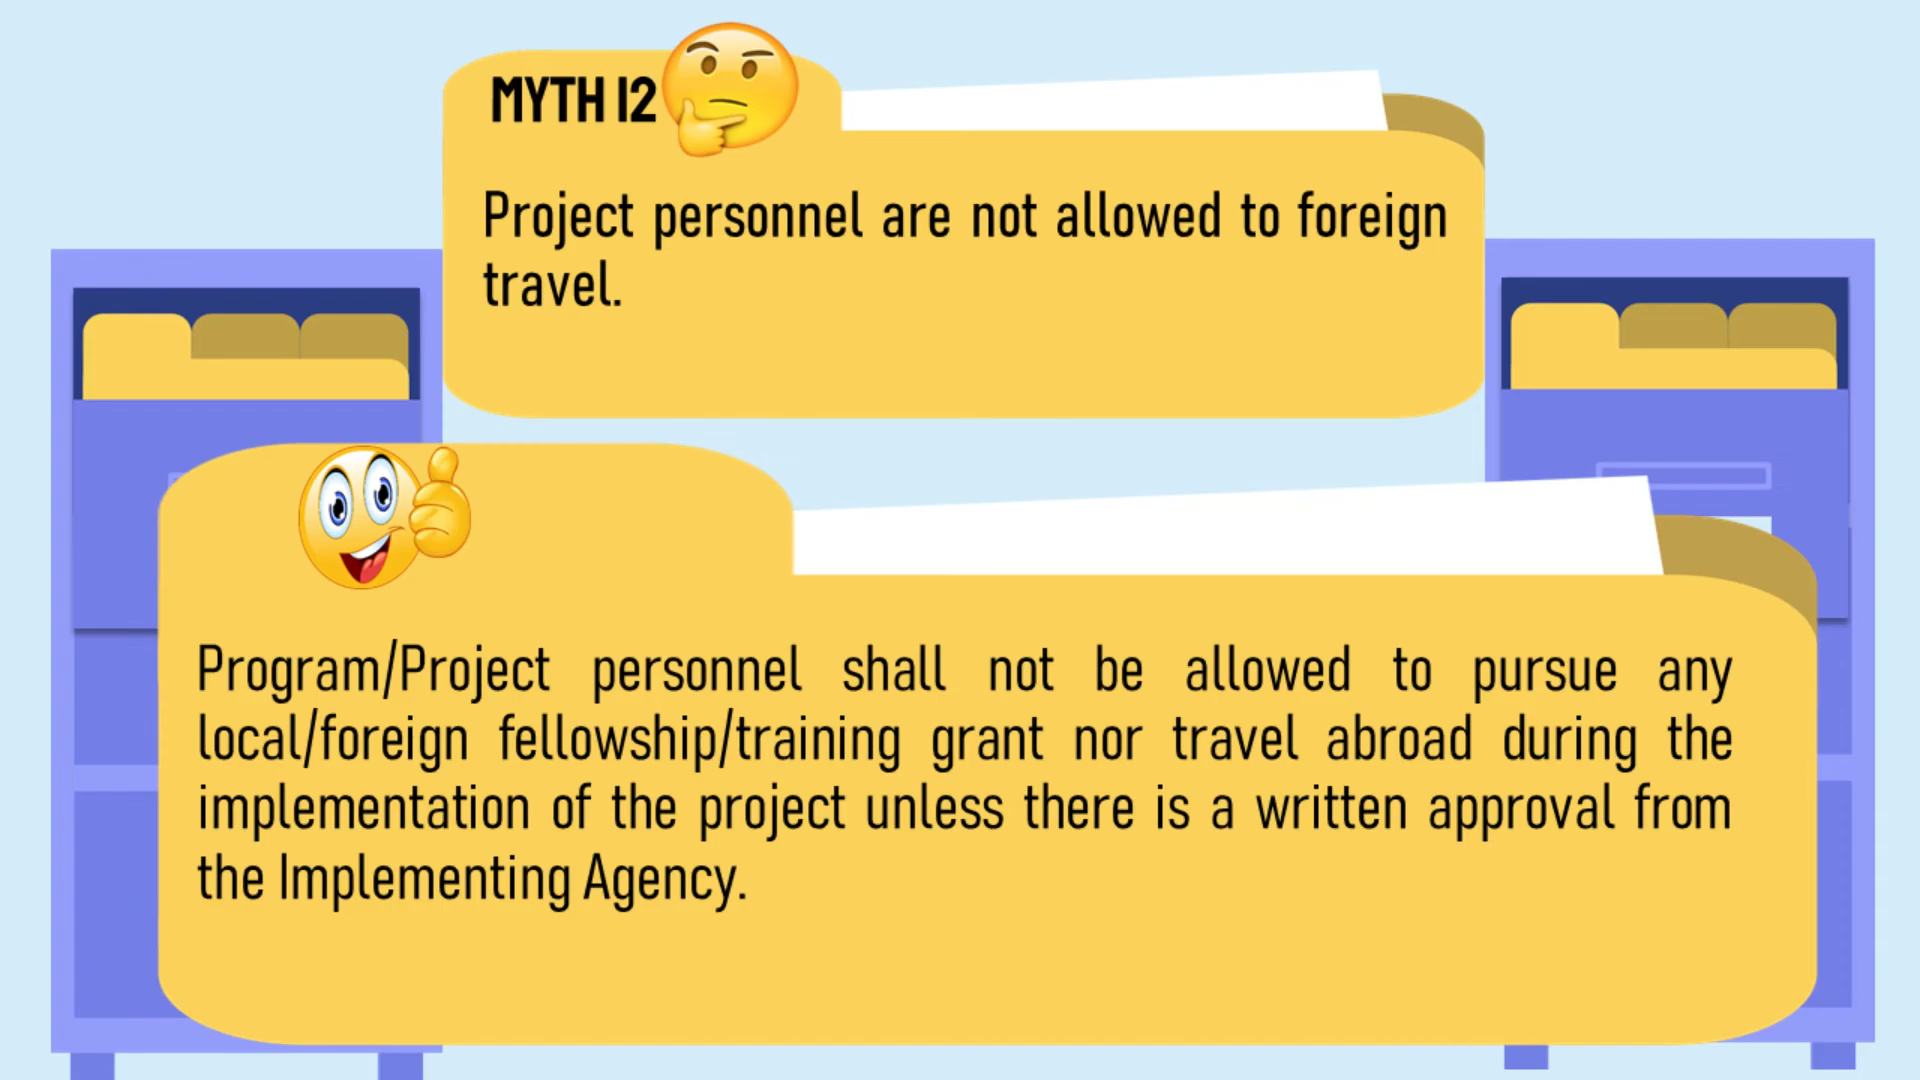 MYTH 12
Project personnel are not allowed to foreign
travel.
Program/Project personnel shall not be allowed to pursue any
local/foreign fellowship/training grant nor travel abroad during the
implementation of the project unless there is a written approval from
the Implementing Agency.